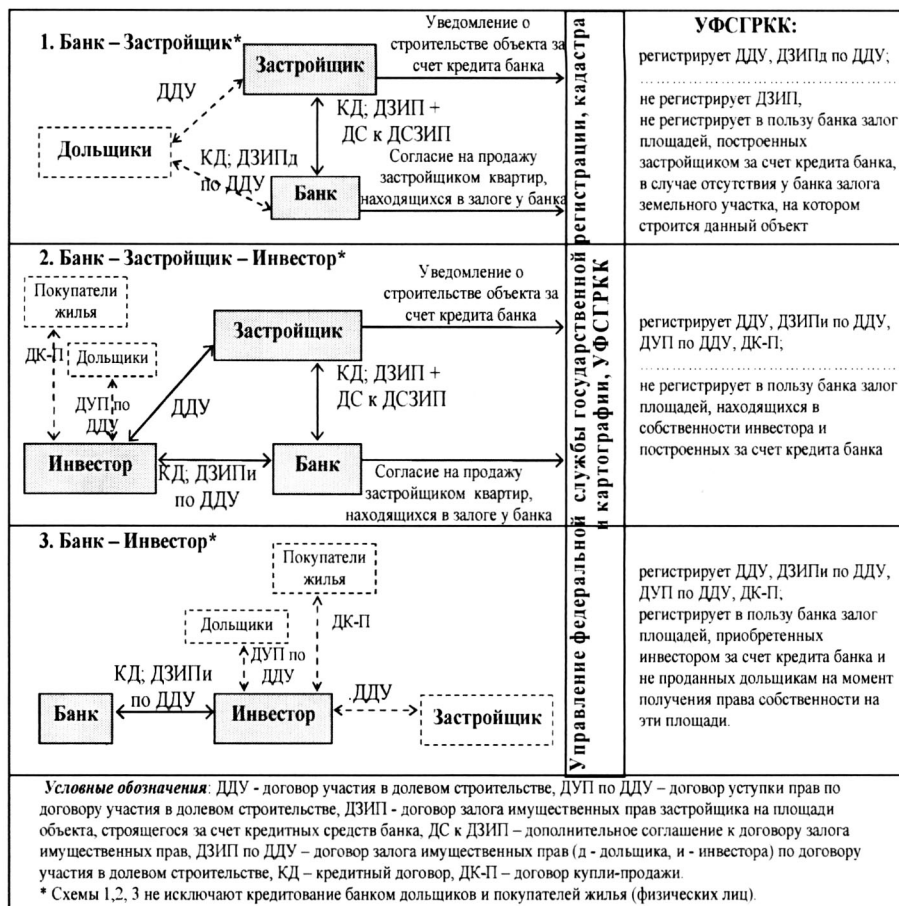 1. Банк – Застройщик*
Застройщик
ДДУ
Дольщики
КД; ДЗИПд
по ДДУ
КД; ДЗИП +
ДС к ДСЗИП
Банк
Уведомление о
строительстве объекта за
счет кредита банка
Согласие на продажу
застройщиком квартир,
находящихся в залоге у банка
2. Банк – Застройщик – Инвестор*
Покупатели
жилья
ДК-П
Дольщики
ДУП по
ДДУ
Застройщик
ДДУ
КД; ДЗИП +
ДС к ДСЗИП
Инвестор
КД; ДЗИПи
по ДДУ
Банк
Уведомление о
строительстве объекта за
счет кредита банка
Согласие на продажу
застройщиком квартир,
находящихся в залоге у банка
3. Банк – Инвестор*
Покупатели
жилья
Дольщики
ДК-П
ДУП по
ДДУ
КД; ДЗИПи
по ДДУ
Банк
Инвестор
.ДДУ
Застройщик
Управление федеральной службы государственной регистрации, кадастра
и картографии, УФСГРКК
УФСГРКК:
регистрирует ДДУ, ДЗИПд по ДДУ;
не регистрирует ДЗИП,
не регистрирует в пользу банка залог
площадей, построенных
застройщиком за счет кредита банка,
в случае отсутствия у банка залога
земельного участка, на котором
строится данный объект
регистрирует ДДУ, ДЗИПи по ДДУ,
ДУП по ДДУ, ДК-П;
не регистрирует в пользу банка залог
площадей, находящихся в
собственности инвестора и
построенных за счет кредита банка
регистрирует ДДУ, ДЗИПи по ДДУ,
ДУП по ДДУ, ДК-П;
регистрирует в пользу банка залог
площадей, приобретенных
инвестором за счет кредита банка и
не проданных дольщикам на момент
получения права собственности на
эти площади.
Условные обозначения: ДДУ - договор участия в долевом строительстве, ДУП по ДДУ – договор уступки прав по
договору участия в долевом строительстве, ДЗИП - договор залога имущественных прав застройщика на площади
объекта, строящегося за счет кредитных средств банка, ДС к ДЗИП – дополнительное соглашение к договору залога
имущественных прав, ДЗИП по ДДУ – договор залога имущественных прав (д - дольщика, и - инвестора) по договору
участия в долевом строительстве, КД – кредитный договор, ДК-П – договор купли-продажи.
* Схемы 1,2, 3 не исключают кредитование банком дольщиков и покупателей жилья (физических лиц).